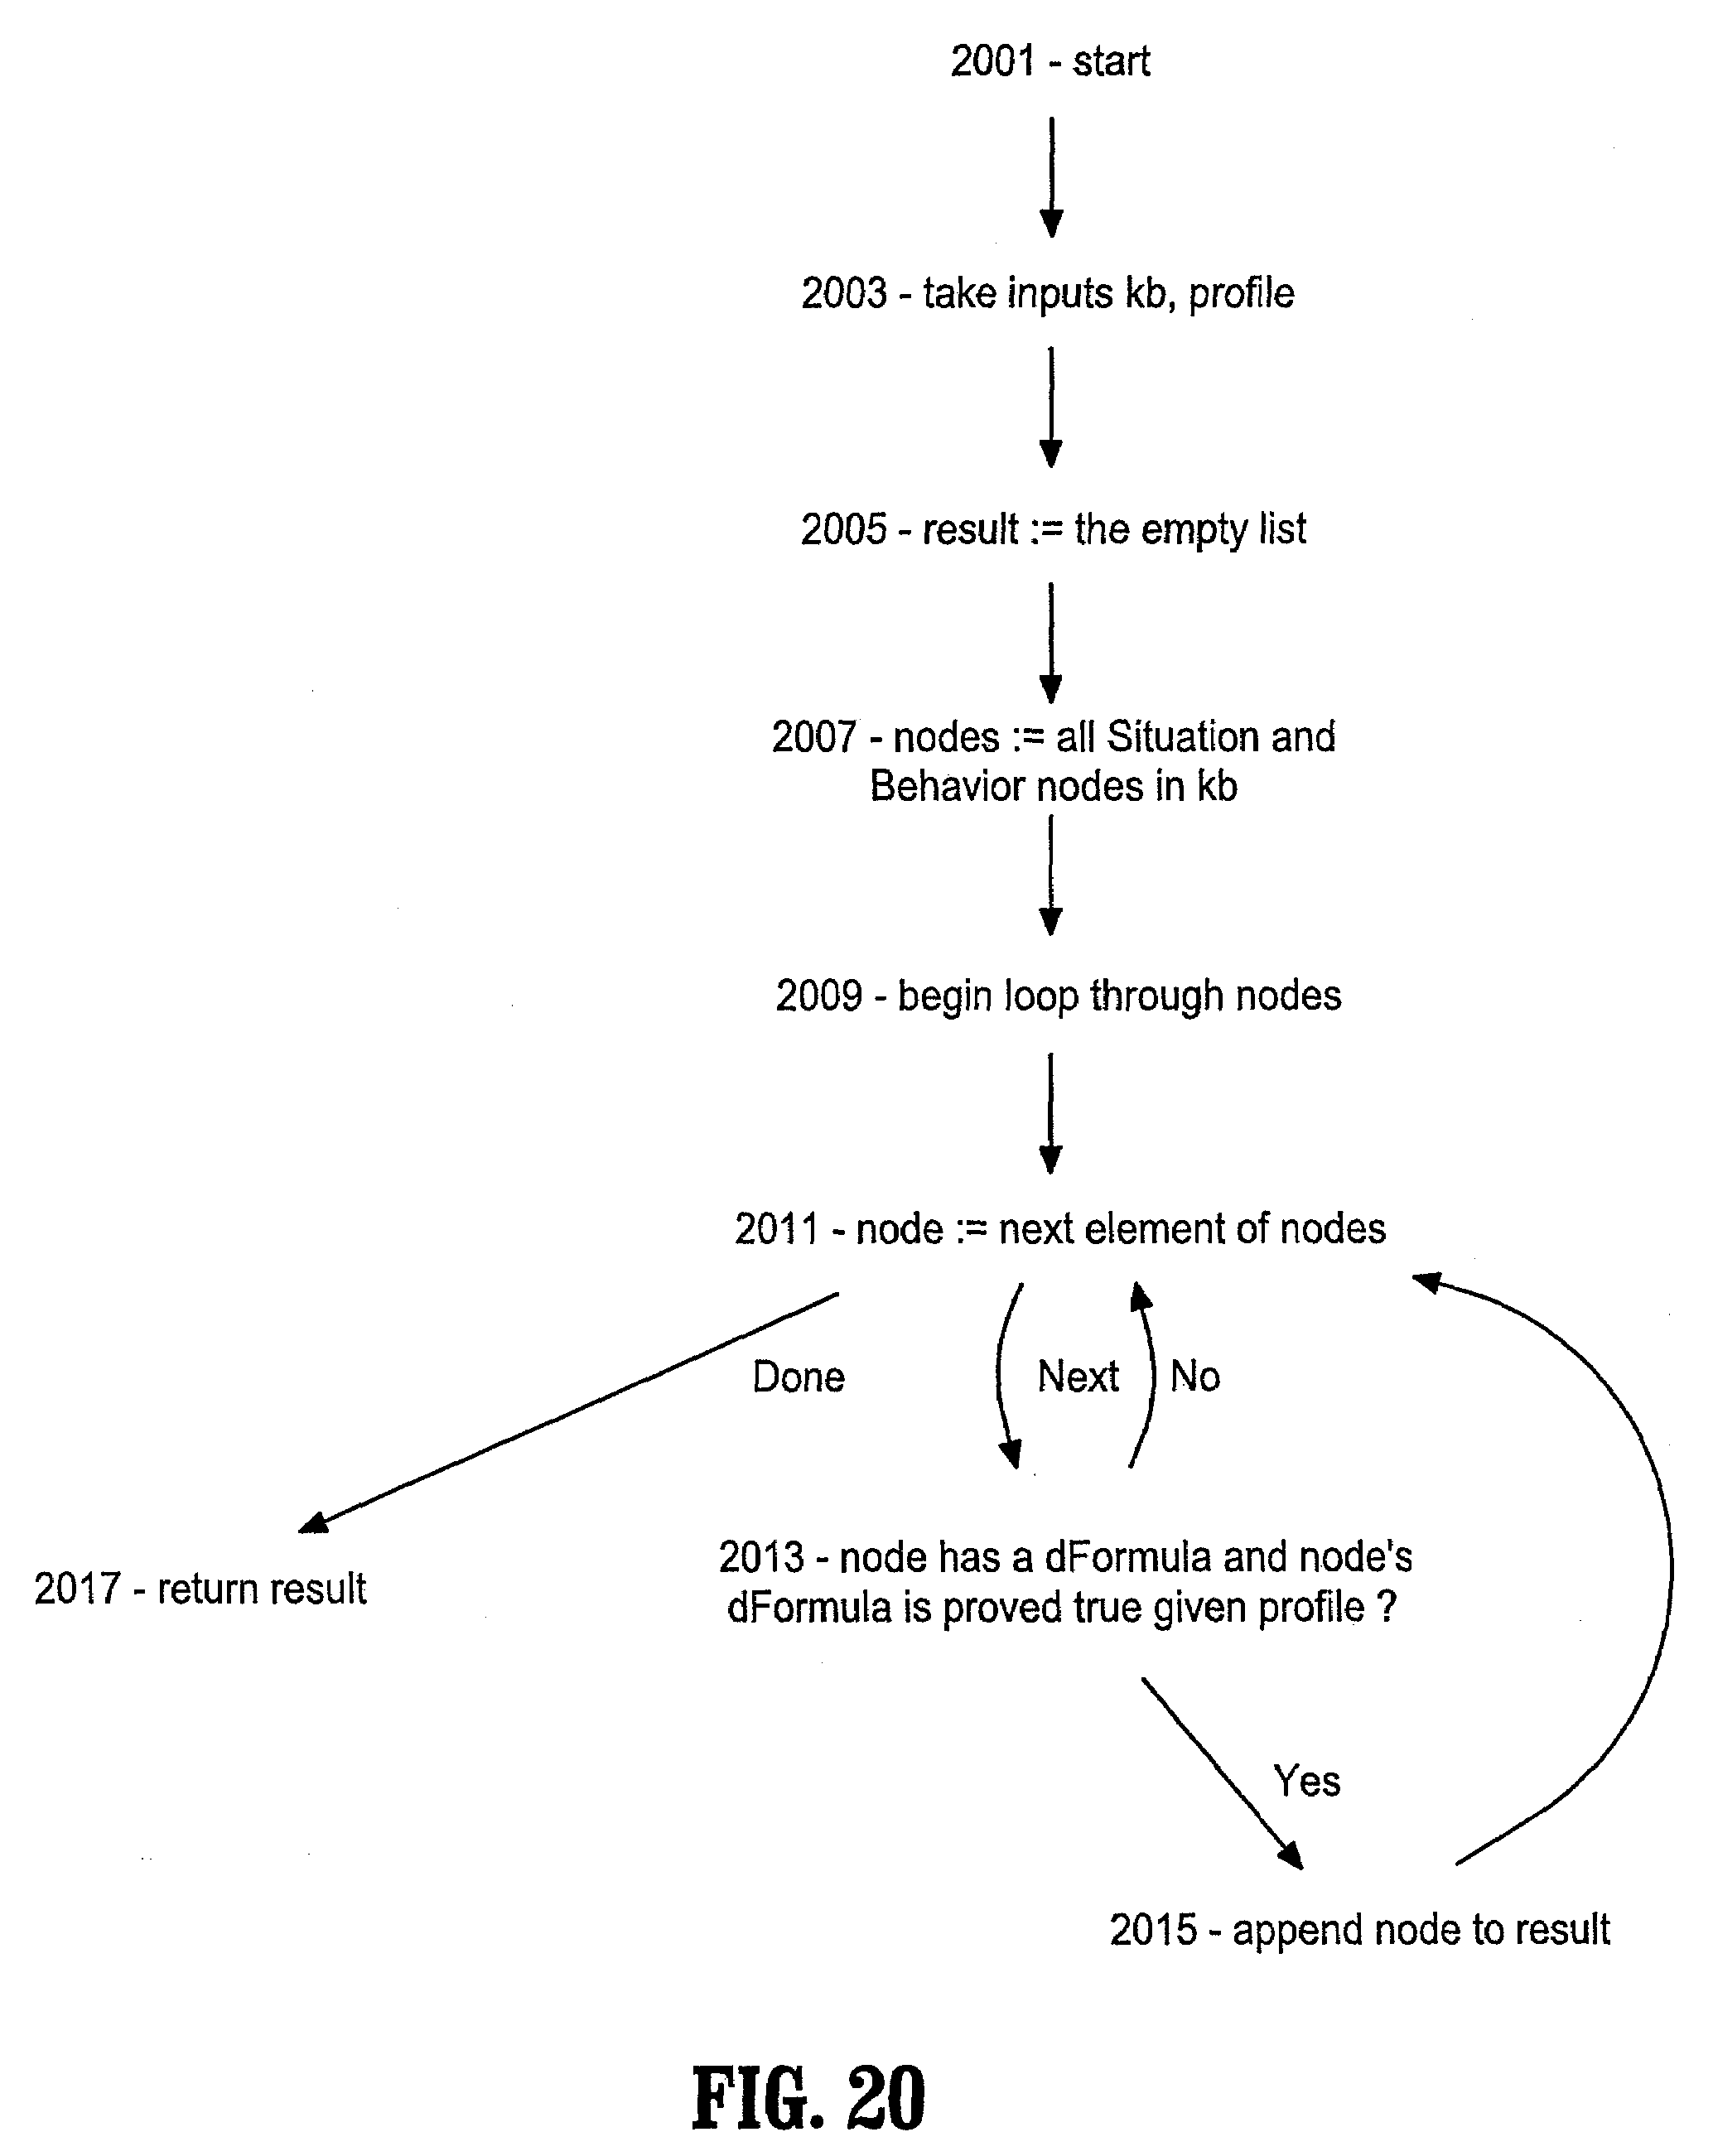 2001 - start
2003 - take inputs kb, profile
2005 - result := the empty list
2007 - nodes := all Situation and
Behavior nodes in kb
2009 - begin loop through nodes
2011 - node := next element of nodes
Done
Next
No
2013 - node has a dFormula and node's
dFormula is proved true given profile ?
2017 - return result
Yes
2015 - append node to result
FIG. 20